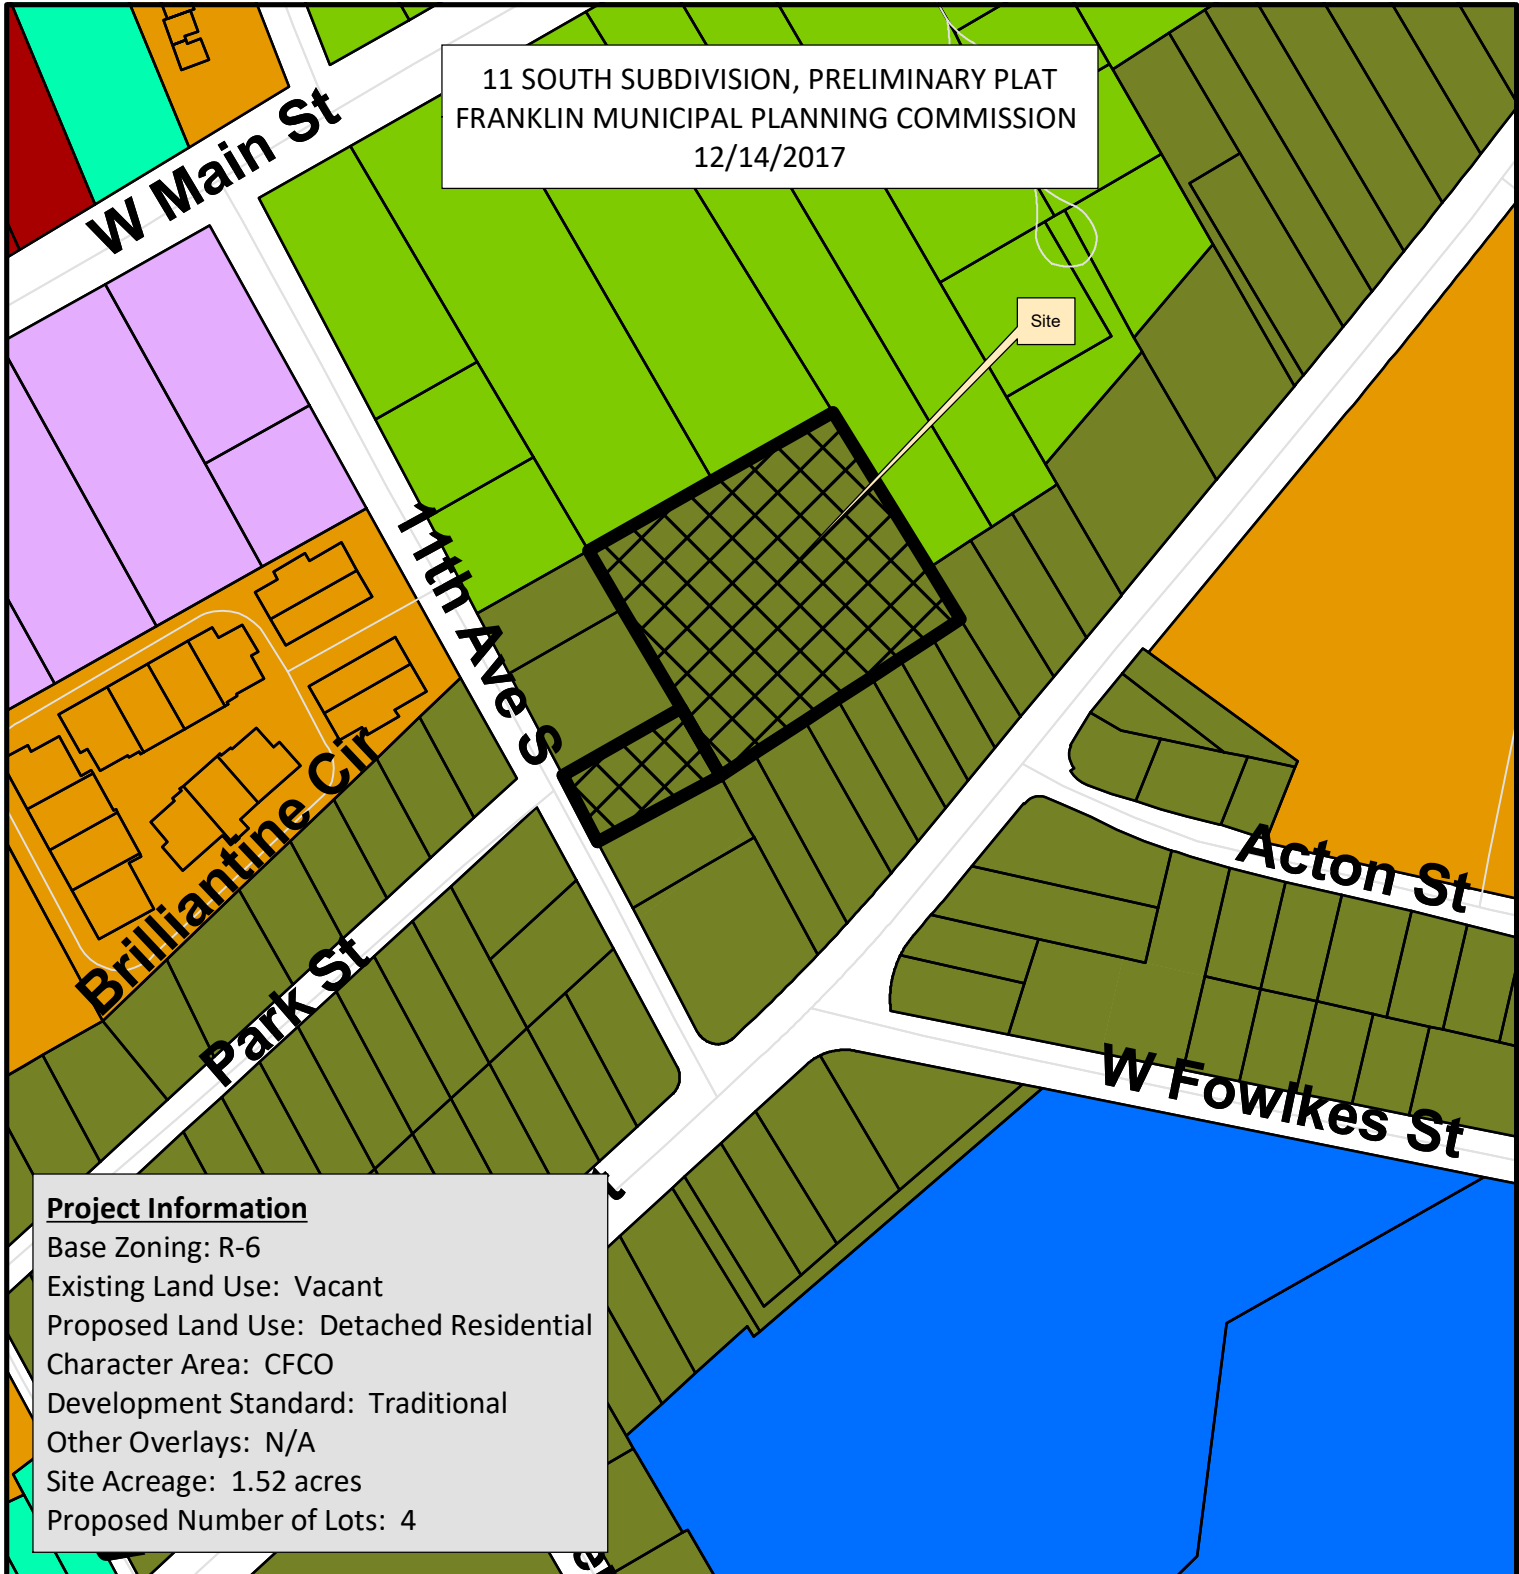 11 SOUTH SUBDIVISION, PRELIMINARY PLAT
FRANKLIN MUNICIPAL PLANNING COMMISSION
12/14/2017
W Main St
Site
11th Ave S
Brilliantine Cir
Park St
Acton St
W Fowlkes St
Project Information
Base Zoning: R-6
Existing Land Use: Vacant
Proposed Land Use: Detached Residential
Character Area: CFCO
Development Standard: Traditional
Other Overlays: N/A
Site Acreage: 1.52 acres
Proposed Number of Lots: 4